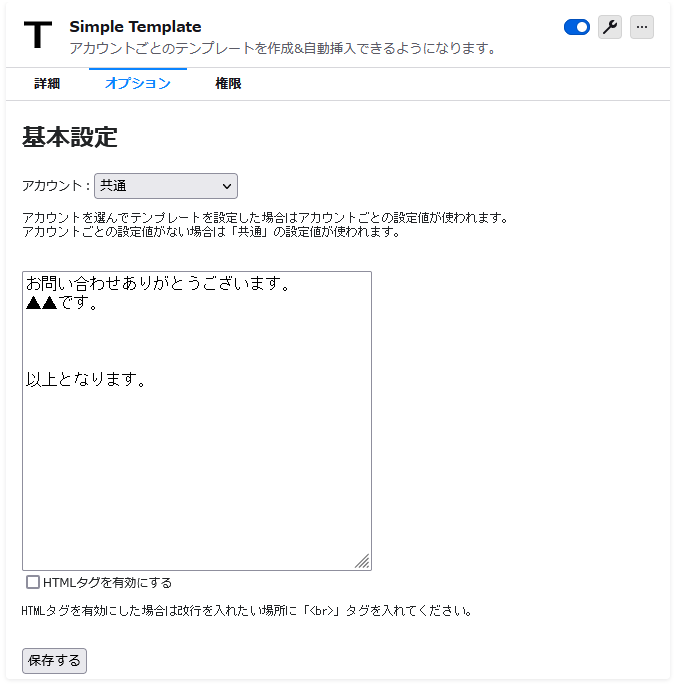 T
Simple Template
アカウントごとのテンプレートを作成&自動挿入できるようになります。
詳細 オプション 権限
基本設定
アカウント： 共通
アカウントを選んでテンプレートを設定した場合はアカウントごとの設定値が使われます。
アカウントごとの設定値がない場合は「共通」の設定値が使われます。
お問い合わせありがとうございます。
▲▲です。
以上となります。
HTMLタグを有効にする
HTMLタグを有効にした場合は改行を入れたい場所に「<br>」タグを入れてください。
保存する